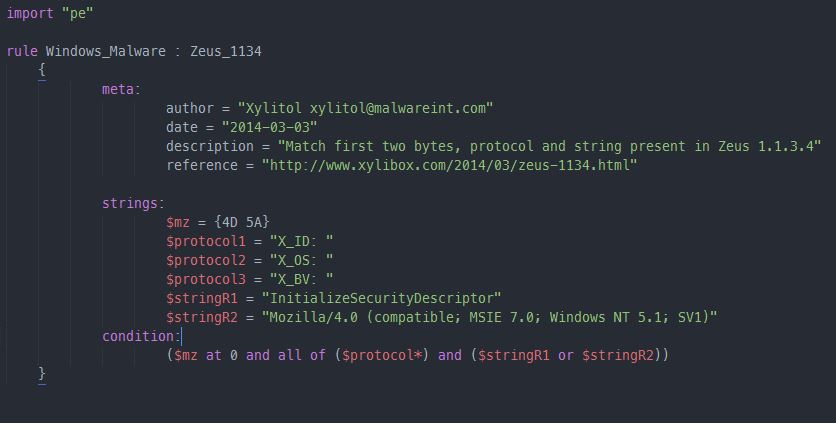 import "pe"
rule Windows_Malware : Zeus_1134
{
meta:
author = "Xylitol xylitol@malwareint.com"
date = "2014-03-03"
description = "Match first two bytes, protocol and string present in Zeus 1.1.3.4"
reference = "http://www.xylibox.com/2014/03/zeus-1134.html"
strings:
$mz = {4D 5A}
$protocol1 = "X_ID: "
$protocol2 = "X_OS: "
$protocol3 = "X_BV: "
$stringR1 = "InitializeSecurityDescriptor"
$stringR2 = "Mozilla/4.0 (compatible; MSIE 7.0; Windows NT 5.1; SV1)"
condition:
($mz at 0 and all of ($protocol*) and ($stringR1 or $stringR2))
}